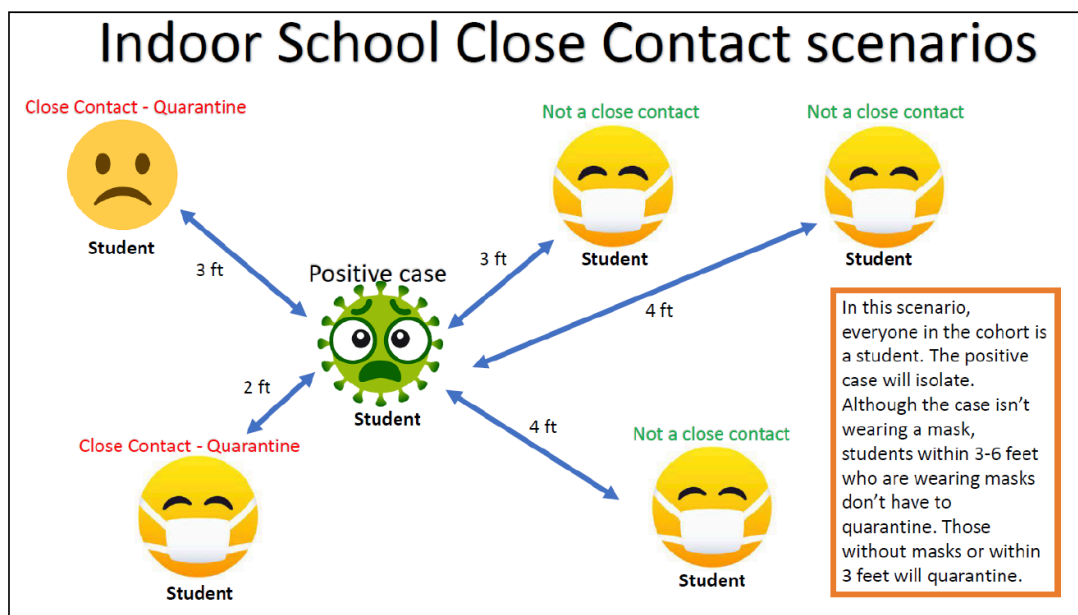 Indoor School Close Contact scenarios
Close Contact - Quarantine
Not a close contact
Not a close contact
Student
Student
Student
3 ft
3 ft
Positive case
4 ft
2 ft
Student
4 ft
Close Contact - Quarantine
Not a close contact
Student
Student
In this scenario,
everyone in the cohort is
a student. The positive
case will isolate.
Although the case isn't
wearing a mask,
students within 3-6 feet
who are wearing masks
don't have to
quarantine. Those
without masks or within
3 feet will quarantine.